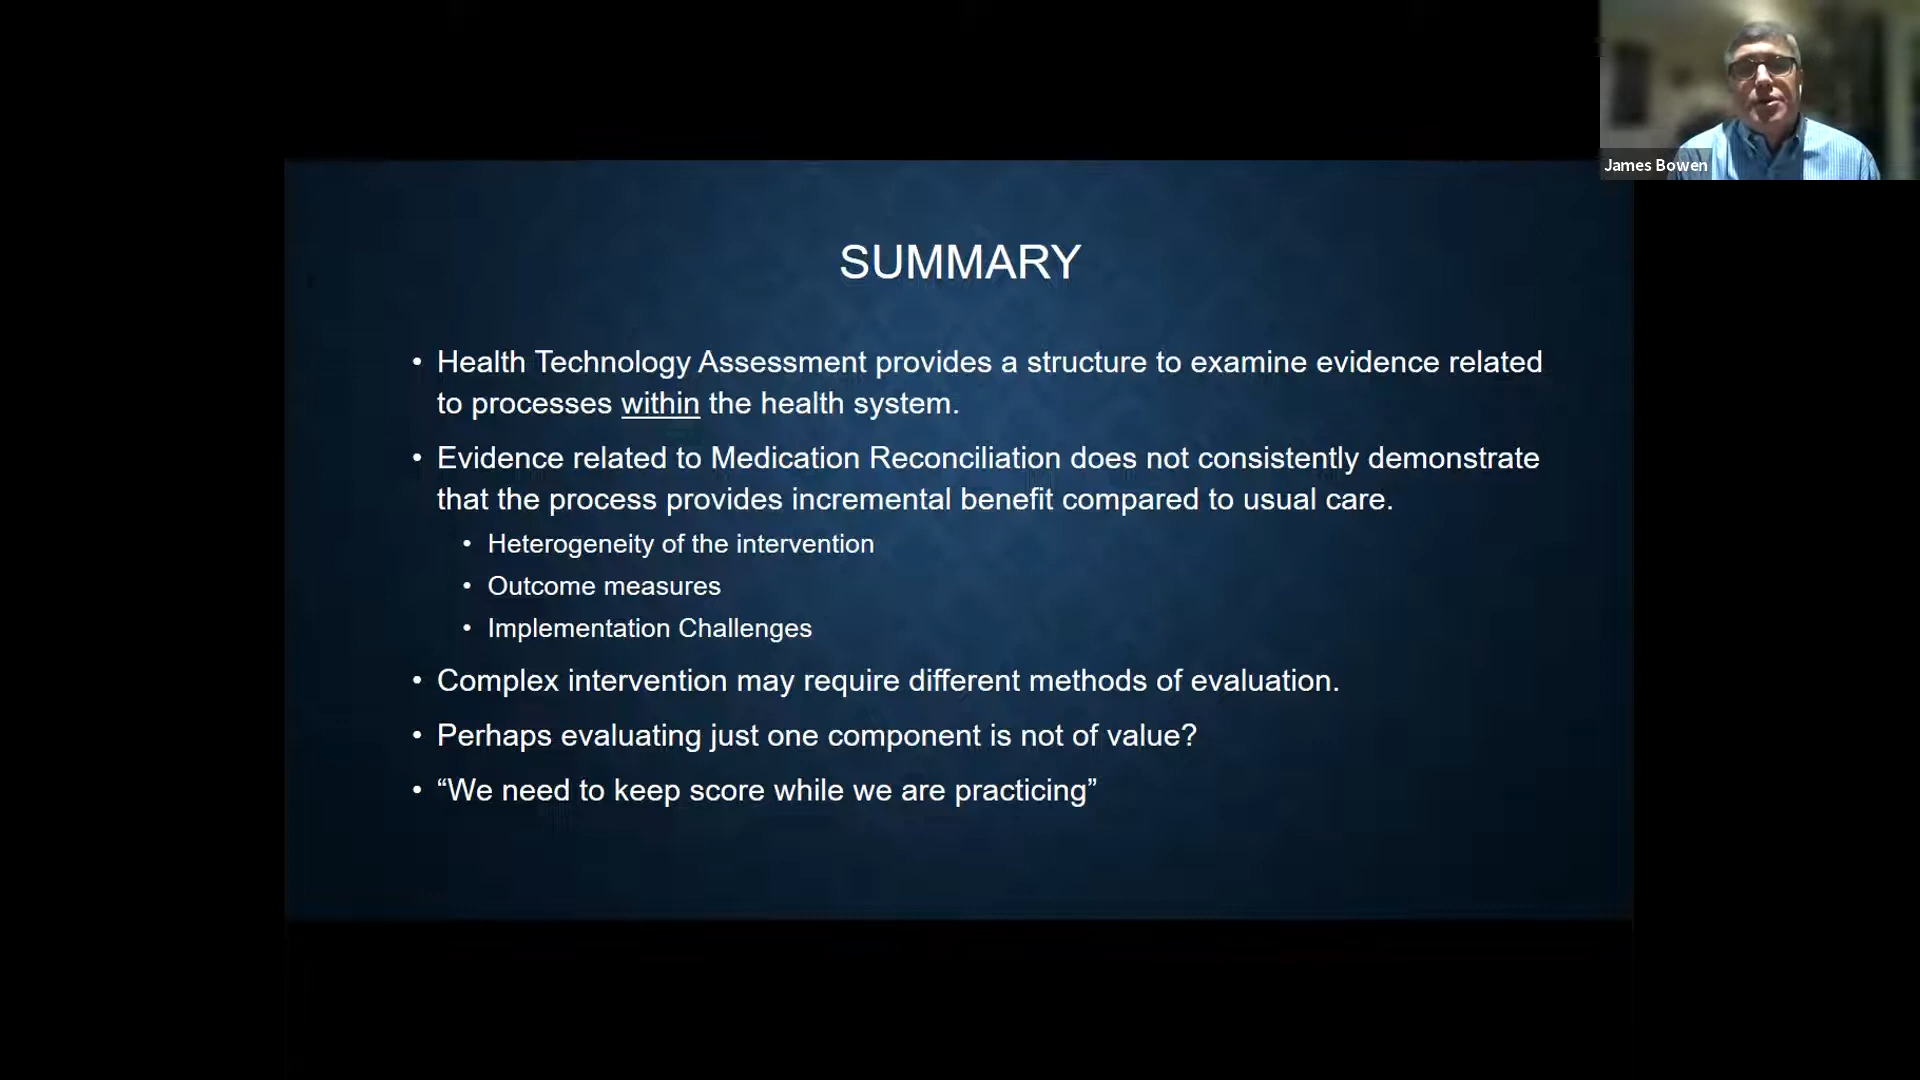 James Bowen
SUMMARY
• Health Technology Assessment provides a structure to examine evidence related
to processes within the health system.
• Evidence related to Medication Reconciliation does not consistently demonstrate
that the process provides incremental benefit compared to usual care.
• Heterogeneity of the intervention
• Outcome measures
• Implementation Challenges
• Complex intervention may require different methods of evaluation.
• Perhaps evaluating just one component is not of value?
• “We need to keep score while we are practicing”